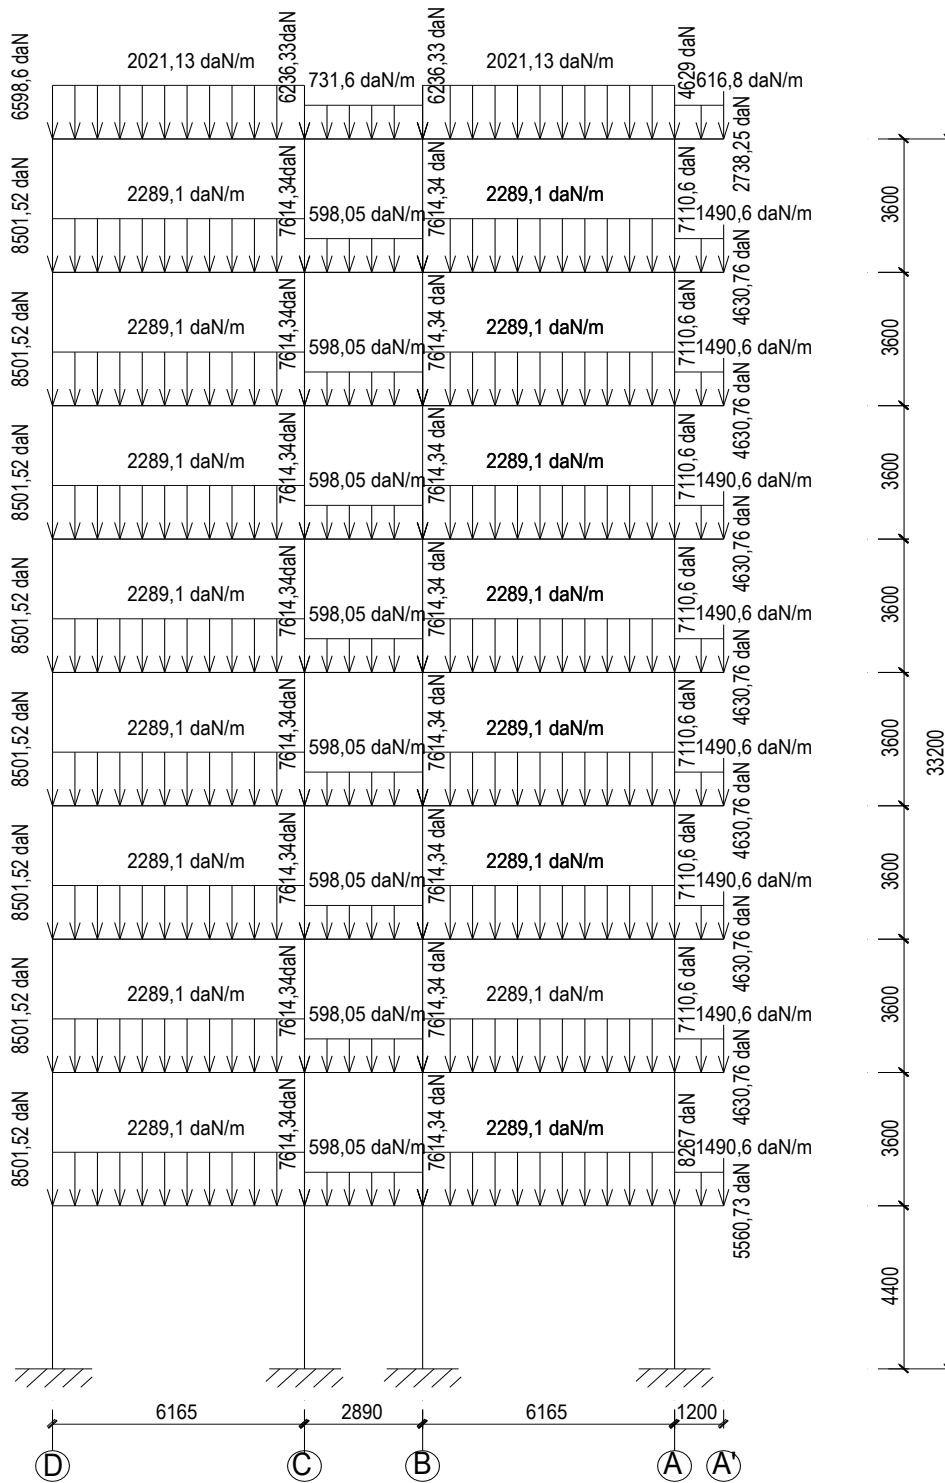 6598,6 daN
2021,13 daN/m
6236,33daN
731,6 daN/m
6236,33 daN
2021,13 daN/m
4629 daN
616,8 daN/m
2738,25 daN
8501,52 daN
2289,1 daN/m
7614,34daN
598,05 daN/m
7614,34 daN
2289,1 daN/m
7110,6 daN
1490,6 daN/m
4630,76 daN
3600
8501,52 daN
2289,1 daN/m
7614,34daN
598,05 daN/m
7614,34 daN
2289,1 daN/m
7110,6 daN
1490,6 daN/m
4630,76 daN
3600
8501,52 daN
2289,1 daN/m
7614,34daN
598,05 daN/m
7614,34 daN
2289,1 daN/m
7110,6 daN
1490,6 daN/m
4630,76 daN
3600
8501,52 daN
2289,1 daN/m
7614,34daN
598,05 daN/m
7614,34 daN
2289,1 daN/m
7110,6 daN
1490,6 daN/m
4630,76 daN
3600
8501,52 daN
2289,1 daN/m
7614,34daN
598,05 daN/m
7614,34 daN
2289,1 daN/m
7110,6 daN
1490,6 daN/m
4630,76 daN
3600
33200
8501,52 daN
2289,1 daN/m
7614,34daN
598,05 daN/m
7614,34 daN
2289,1 daN/m
7110,6 daN
1490,6 daN/m
4630,76 daN
3600
8501,52 daN
2289,1 daN/m
7614,34daN
598,05 daN/m
7614,34 daN
2289,1 daN/m
7110,6 daN
1490,6 daN/m
4630,76 daN
3600
8501,52 daN
2289,1 daN/m
7614,34daN
598,05 daN/m
7614,34 daN
2289,1 daN/m
8267 daN
1490,6 daN/m
5560,73 daN
3600
4400
6165
2890
6165
1200
D
C
B
A
A'